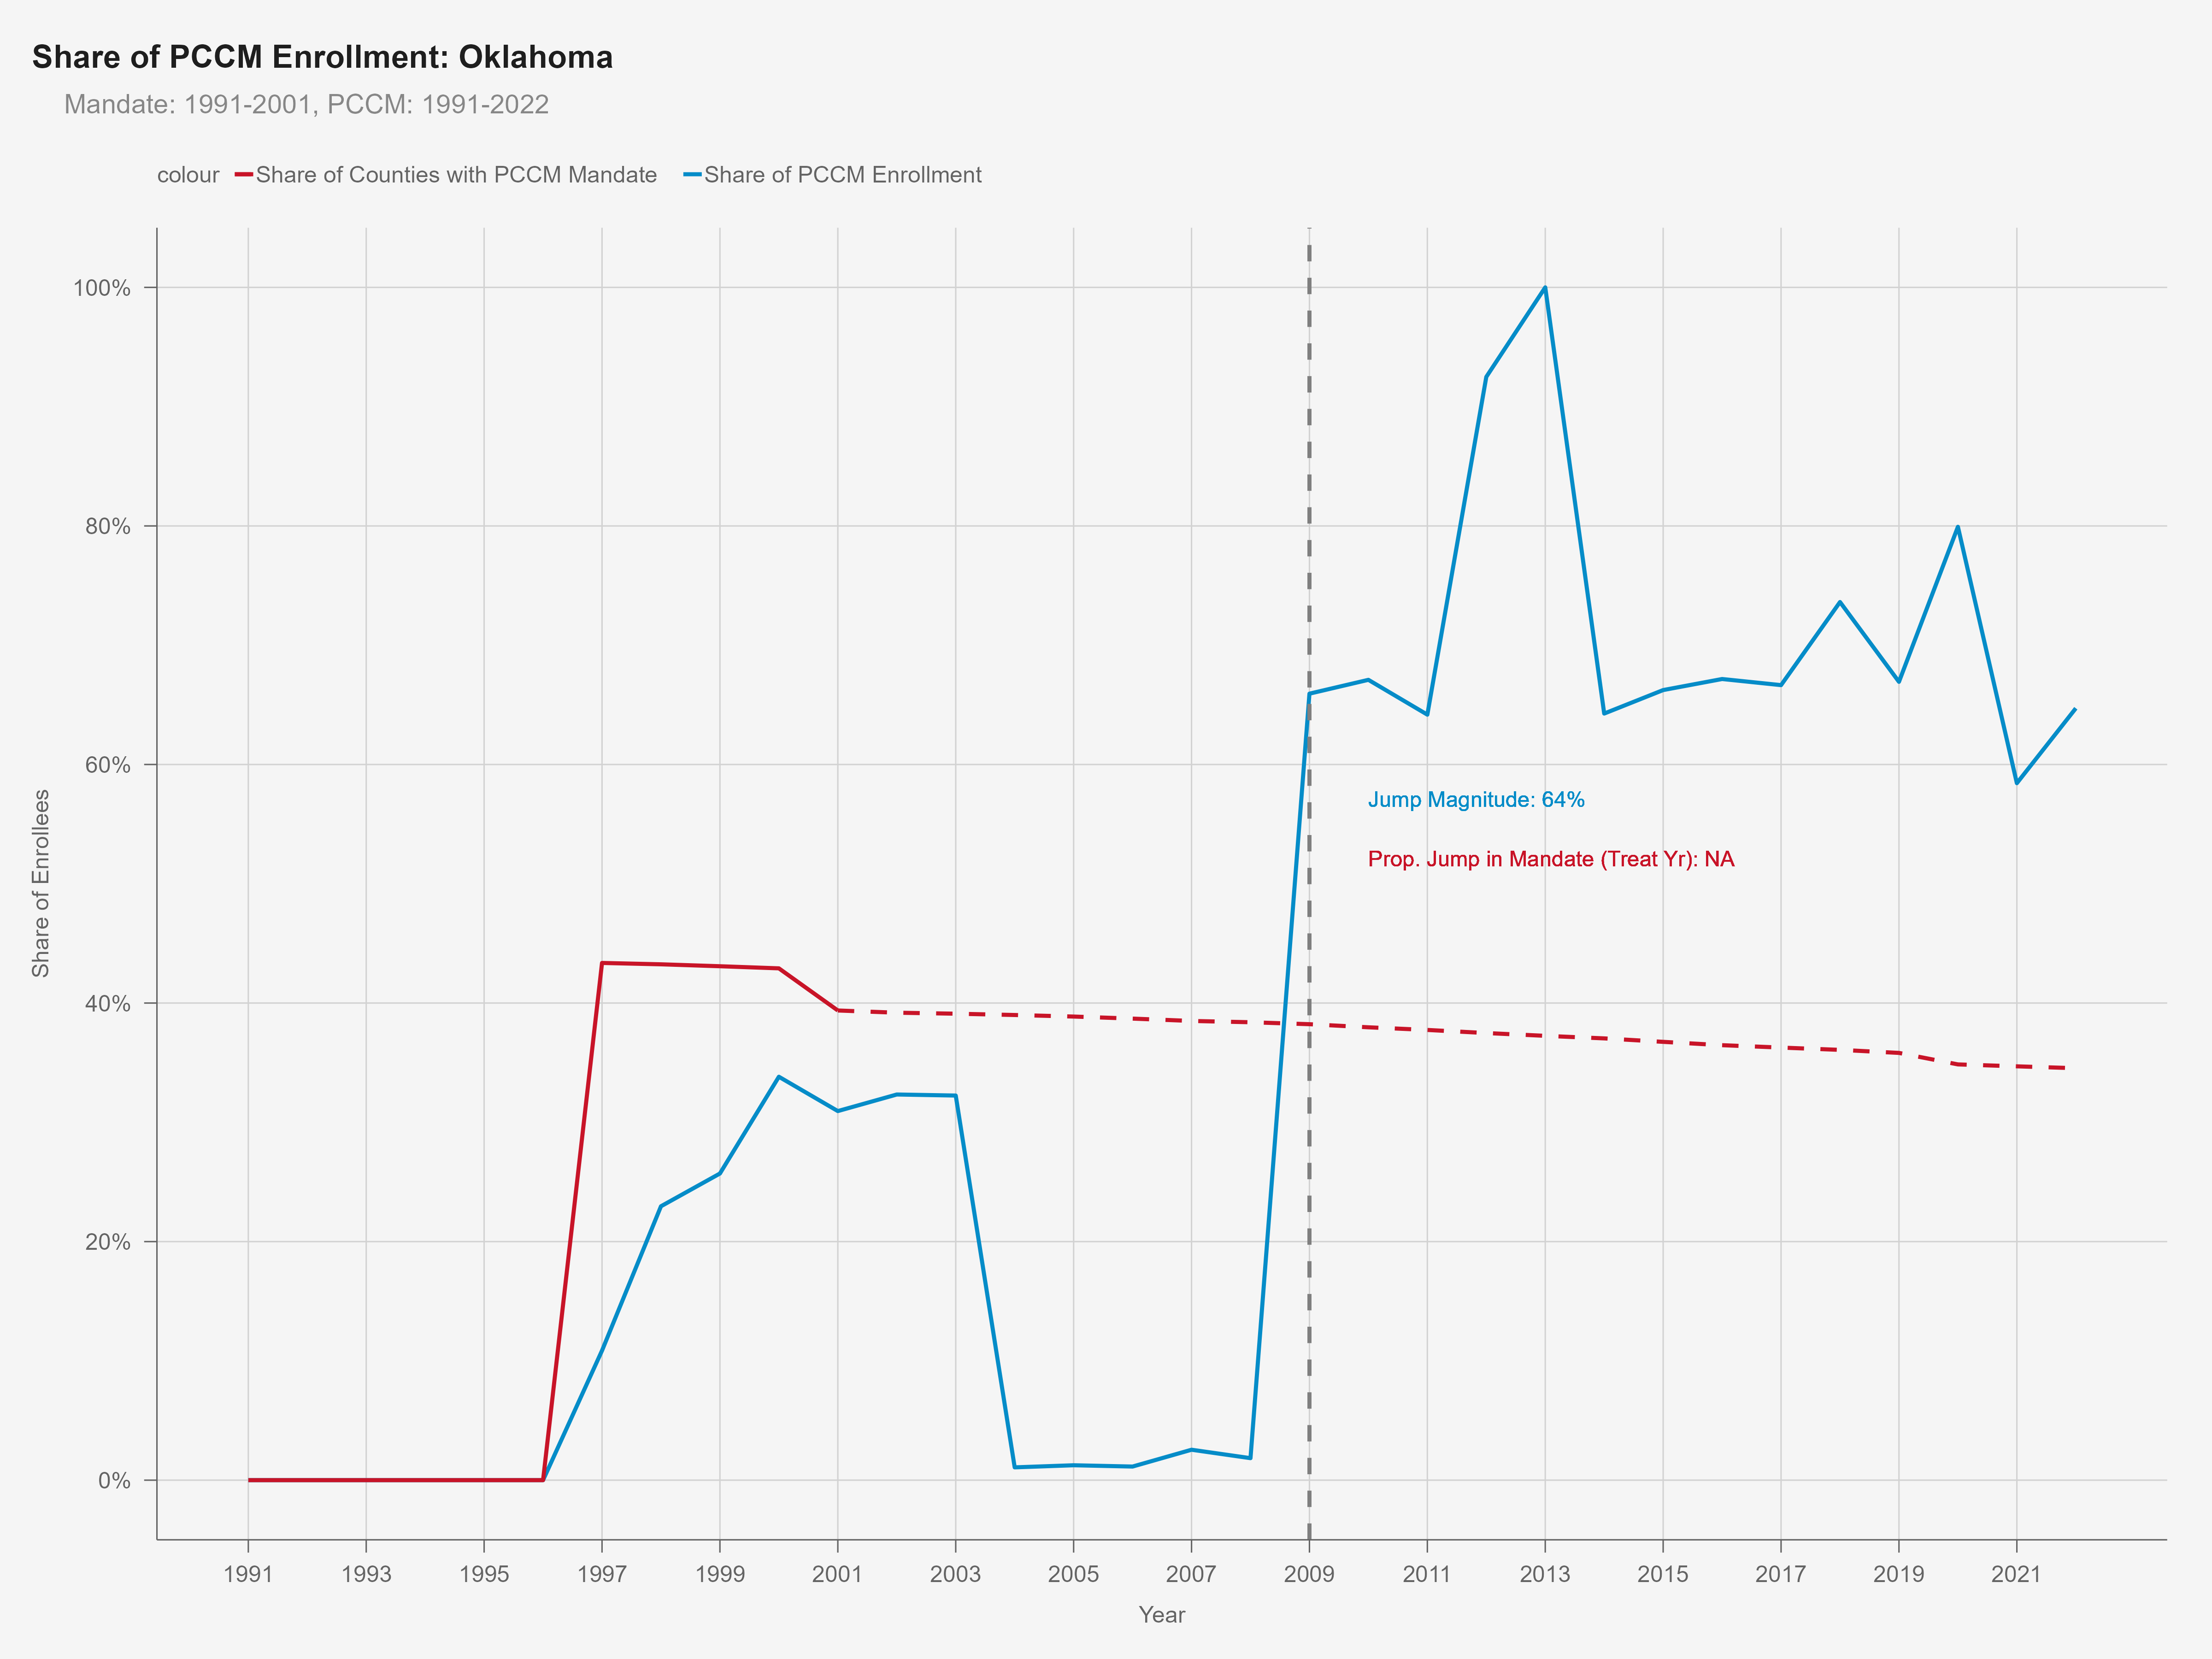 Share of PCCM Enrollment: Oklahoma
Mandate: 1991-2001, PCCM: 1991-2022
colour Share of Counties with PCCM Mandate Share of PCCM Enrollment
100%
80%
60%
40%
20%
0%
Share of Enrollees
Jump Magnitude: 64%
Prop. Jump in Mandate (Treat Yr): NA
1991 1993 1995 1997 1999 2001 2003 2005 2007 2009 2011 2013 2015 2017 2019 2021
Year